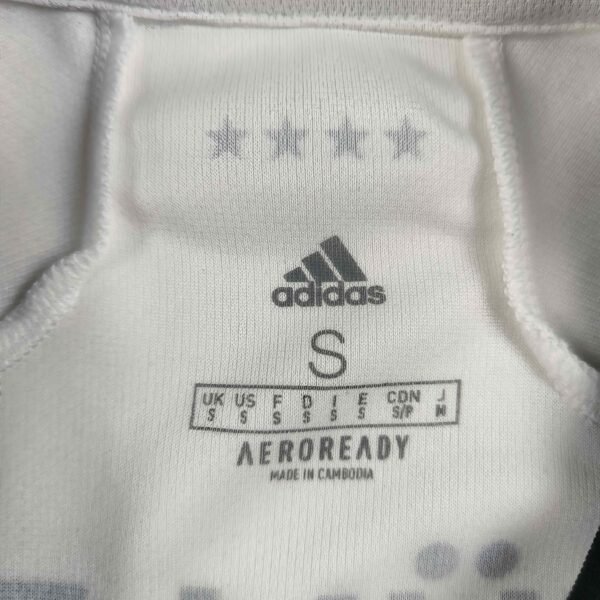 adidas
S
UK US F D I E CDN J
S S S S S S S/P M
AEROREADY
MADE IN CAMBODIA